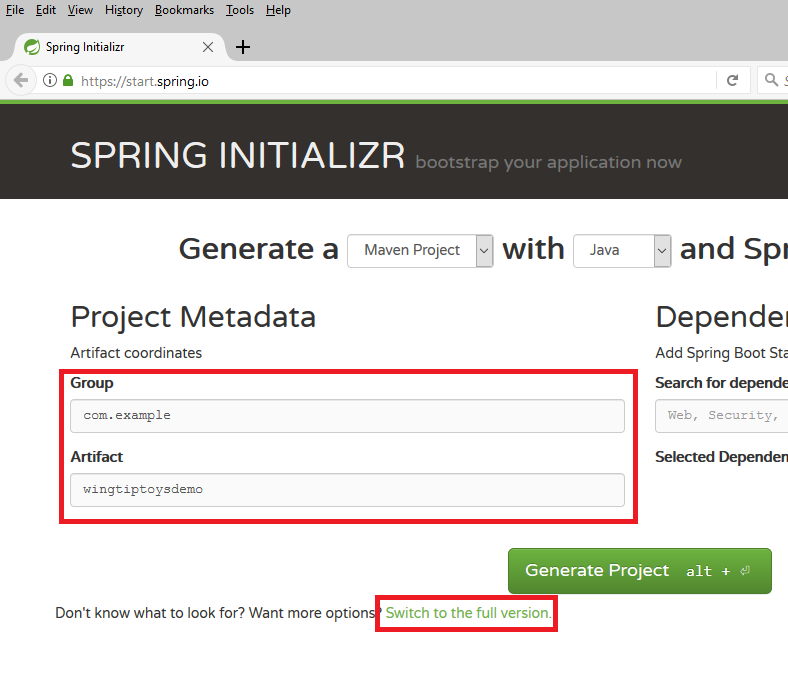 File Edit View History Bookmarks Tools Help
Spring Initializr
https://start.spring.io
SPRING INITIALIZR bootstrap your application now
Generate a Maven Project with Java and Spr
Project Metadata
Artifact coordinates
Group
com.example
Artifact
wingtiptoysdemo
Depende
Add Spring Boot Sta
Search for depende
Web, Security,
Selected Dependen
Generate Project alt + ⏎
Don't know what to look for? Want more options? Switch to the full version.